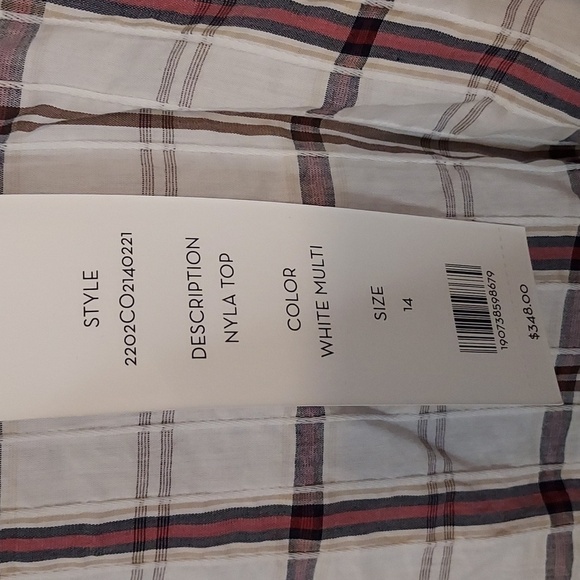 STYLE
2202CO2140221
DESCRIPTION
NYLA TOP
COLOR
WHITE MULTI
SIZE
14
190738598679
$348.00